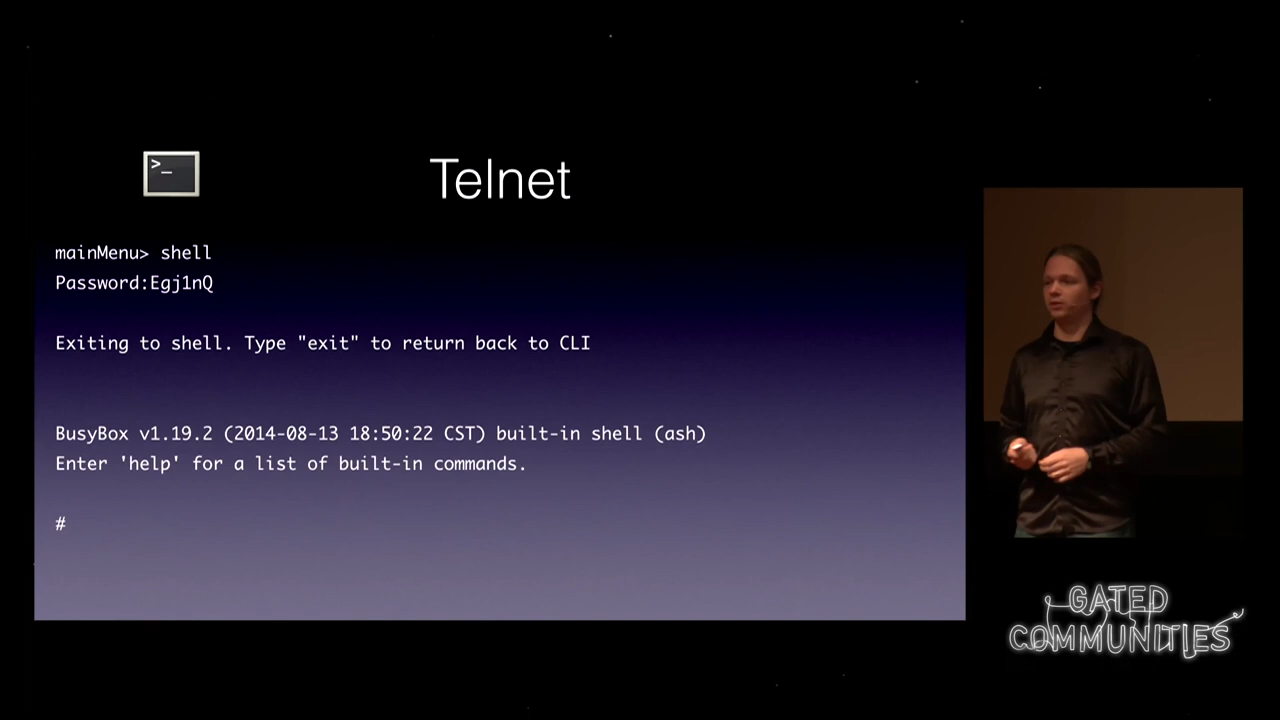 >_
Telnet
mainMenu> shell
Password:Egj1nQ
Exiting to shell. Type "exit" to return back to CLI
BusyBox v1.19.2 (2014-08-13 18:50:22 CST) built-in shell (ash)
Enter 'help' for a list of built-in commands.
#
GATED
COMMUNITIES